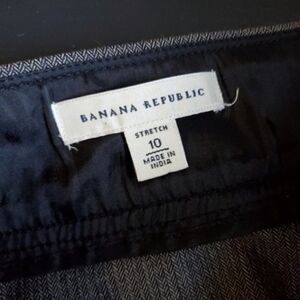 BANANA REPUBLIC
STRETCH
10
MADE IN
INDIA